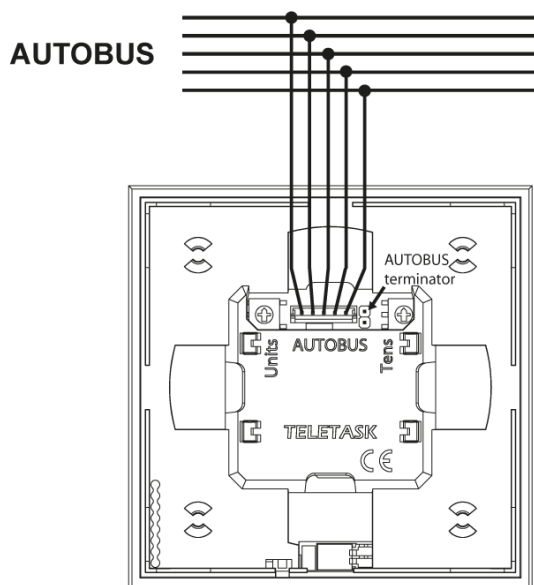 AUTOBUS
AUTOBUS
terminator
Units
AUTOBUS
Tens
TELETASK
CE